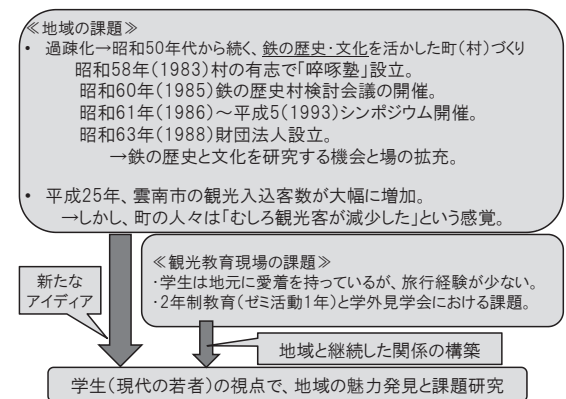 ≪地域の課題≫
• 過疎化→昭和50年代から続く、鉄の歴史・文化を活かした町(村)づくり
昭和58年(1983)村の有志で「啐啄塾」設立。
昭和60年(1985)鉄の歴史村検討会議の開催。
昭和61年(1986)～平成5(1993)シンポジウム開催。
昭和63年(1988)財団法人設立。
→鉄の歴史と文化を研究する機会と場の拡充。
• 平成25年、雲南市の観光入込客数が大幅に増加。
→しかし、町の人々は「むしろ観光客が減少した」という感覚。
≪観光教育現場の課題≫
・学生は地元に愛着を持っているが、旅行経験が少ない。
・2年制教育(ゼミ活動1年)と学外見学会における課題。
新たな
アイディア
地域と継続した関係の構築
学生(現代の若者)の視点で、地域の魅力発見と課題研究